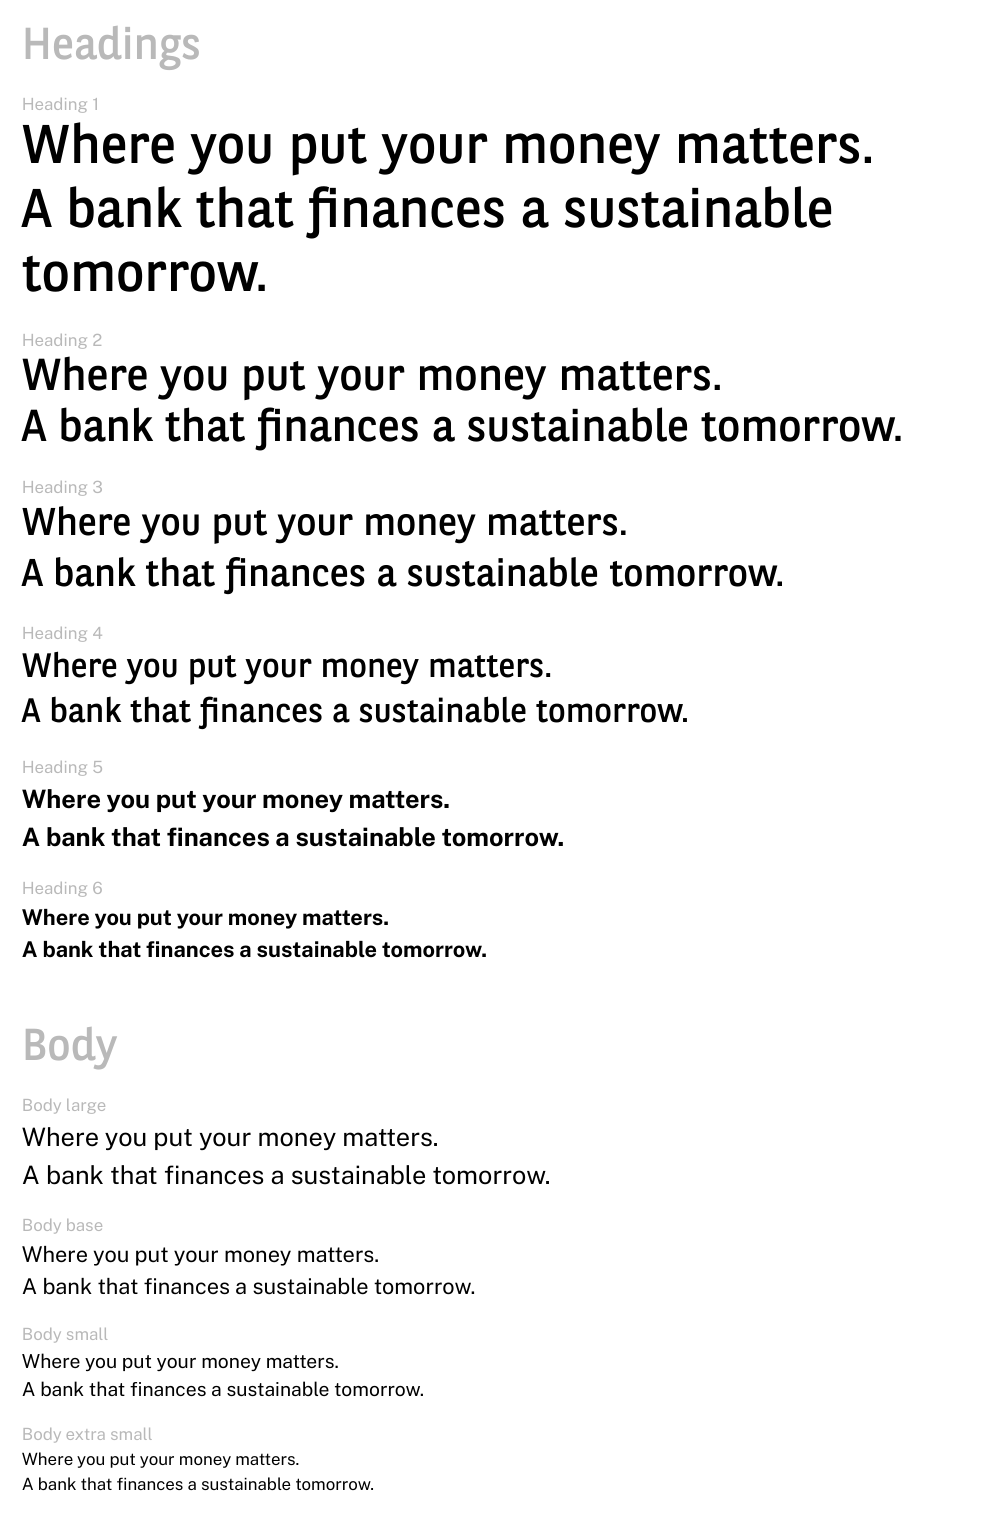 Headings
Heading 1
Where you put your money matters.
A bank that finances a sustainable
tomorrow.
Heading 2
Where you put your money matters.
A bank that finances a sustainable tomorrow.
Heading 3
Where you put your money matters.
A bank that finances a sustainable tomorrow.
Heading 4
Where you put your money matters.
A bank that finances a sustainable tomorrow.
Heading 5
Where you put your money matters.
A bank that finances a sustainable tomorrow.
Heading 6
Where you put your money matters.
A bank that finances a sustainable tomorrow.
Body
Body large
Where you put your money matters.
A bank that finances a sustainable tomorrow.
Body base
Where you put your money matters.
A bank that finances a sustainable tomorrow.
Body small
Where you put your money matters.
A bank that finances a sustainable tomorrow.
Body extra small
Where you put your money matters.
A bank that finances a sustainable tomorrow.